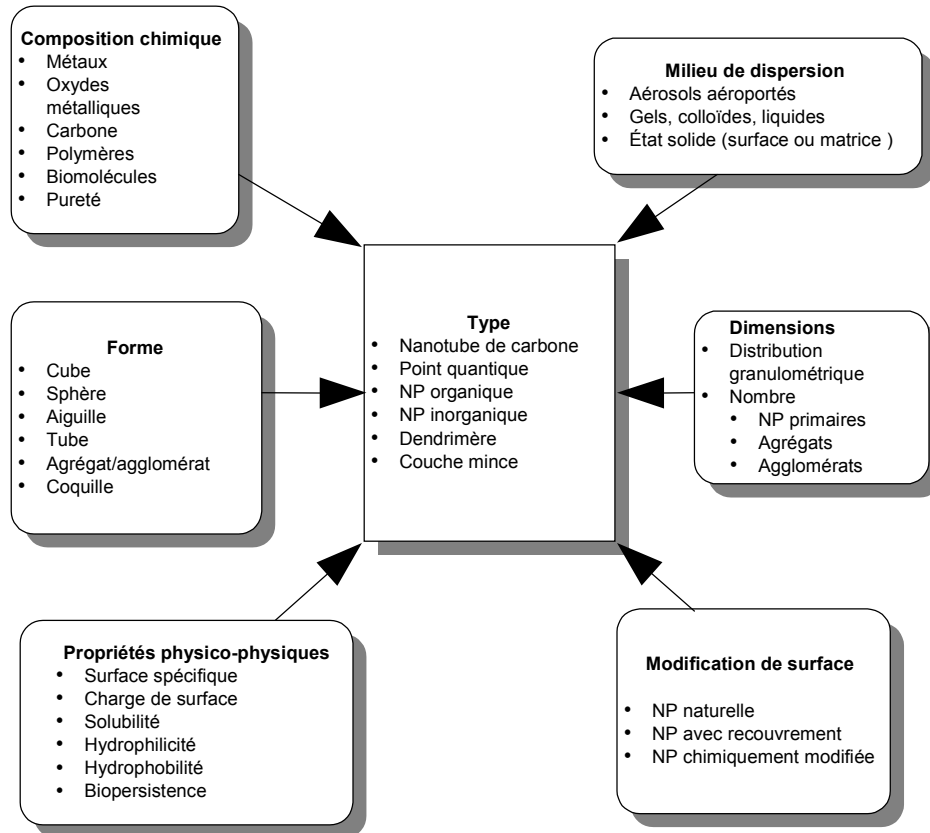 Composition chimique
• Métaux
• Oxydes
métalliques
• Carbone
• Polymères
• Biomolécules
• Pureté
Milieu de dispersion
• Aérosols aéroportés
• Gels, colloïdes, liquides
• État solide (surface ou matrice )
Forme
• Cube
• Sphère
• Aiguille
• Tube
• Agrégat/agglomérat
• Coquille
Type
• Nanotube de carbone
• Point quantique
• NP organique
• NP inorganique
• Dendrimère
• Couche mince
Dimensions
• Distribution
granulométrique
• Nombre
• NP primaires
• Agrégats
• Agglomérats
Propriétés physico-physiques
• Surface spécifique
• Charge de surface
• Solubilité
• Hydrophilicité
• Hydrophobilité
• Biopersistence
Modification de surface
• NP naturelle
• NP avec recouvrement
• NP chimiquement modifiée